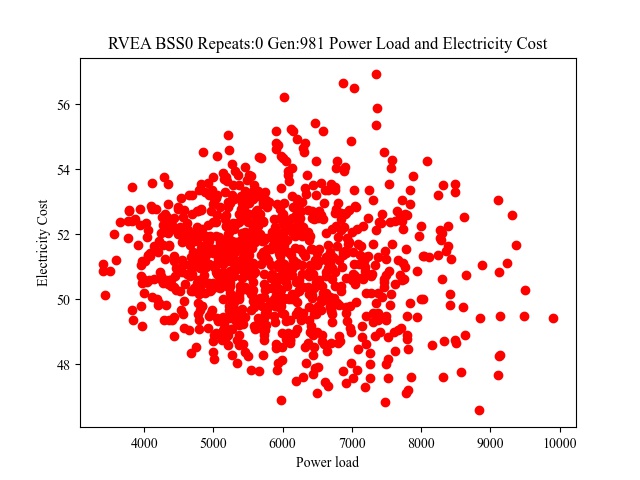 RVEA BSS0 Repeats:0 Gen:981 Power Load and Electricity Cost
56
54
52
50
48
Electricity Cost
4000 5000 6000 7000 8000 9000 10000
Power load